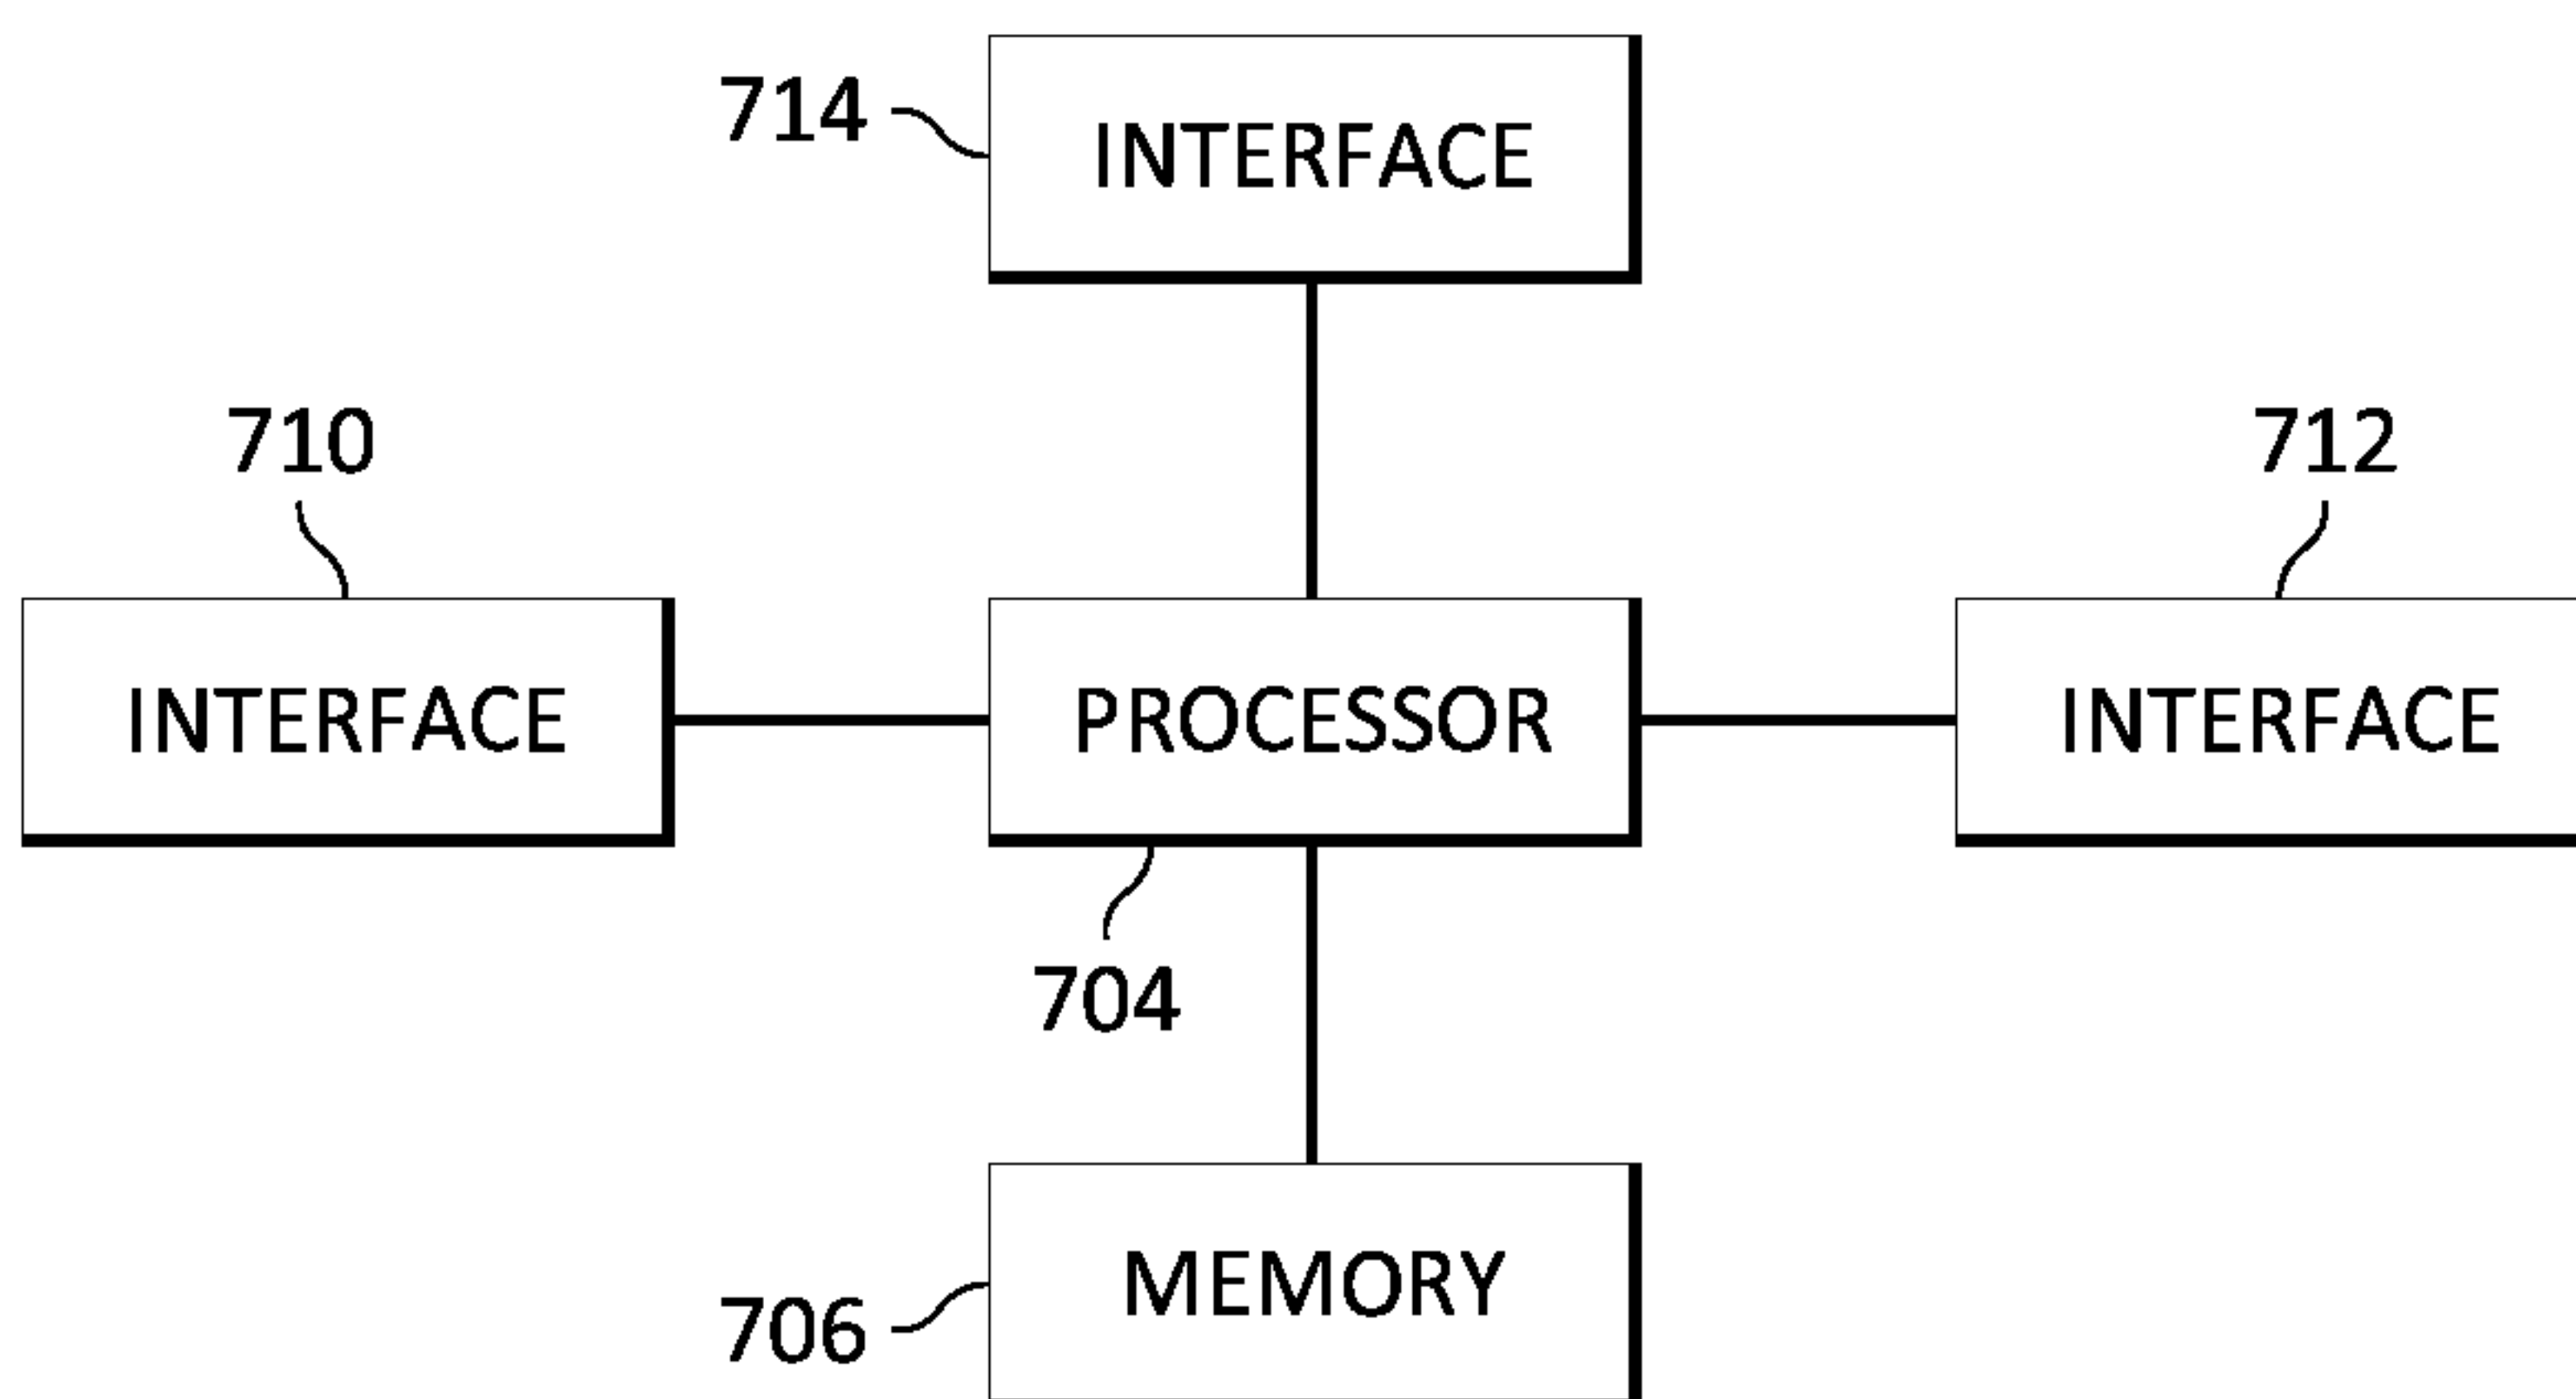 714
INTERFACE
710
712
INTERFACE
PROCESSOR
INTERFACE
704
MEMORY
706